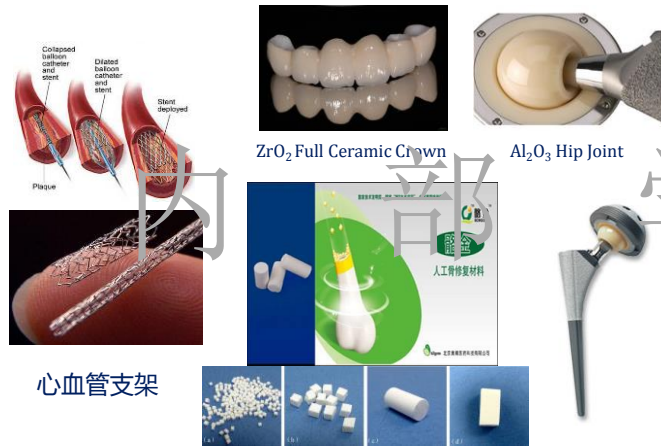 Collapsed
balloon
catheter
and stent
Dilated
balloon
catheter
and
stent
Stent
deployed
Plaque
ZrO₂ Full Ceramic Crown
Al₂O₃ Hip Joint
内 部
人工骨修复材料
心血管支架
(a)
(b)
(c)
(d)